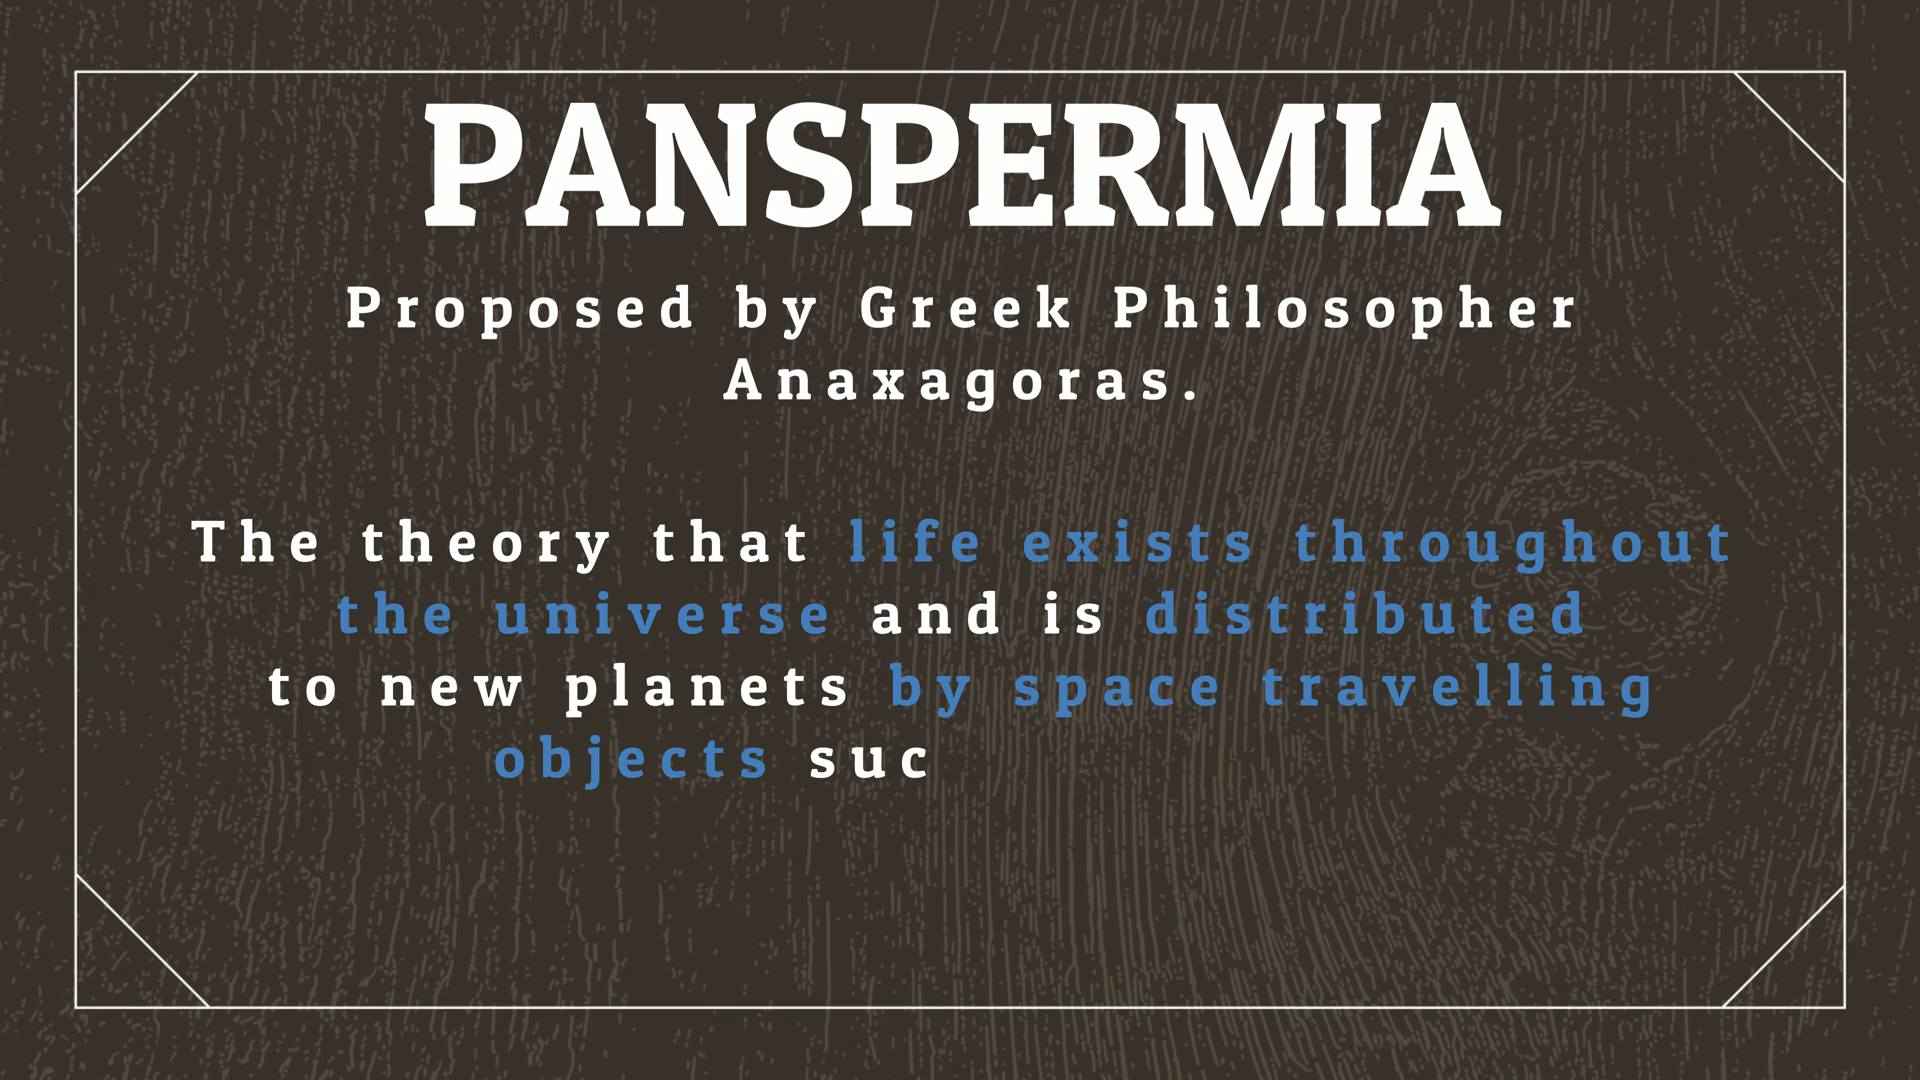 PANSPERMIA
Proposed by Greek Philosopher
Anaxagoras.
The theory that life exists throughout
the universe and is distributed
to new planets by space travelling
objects suc